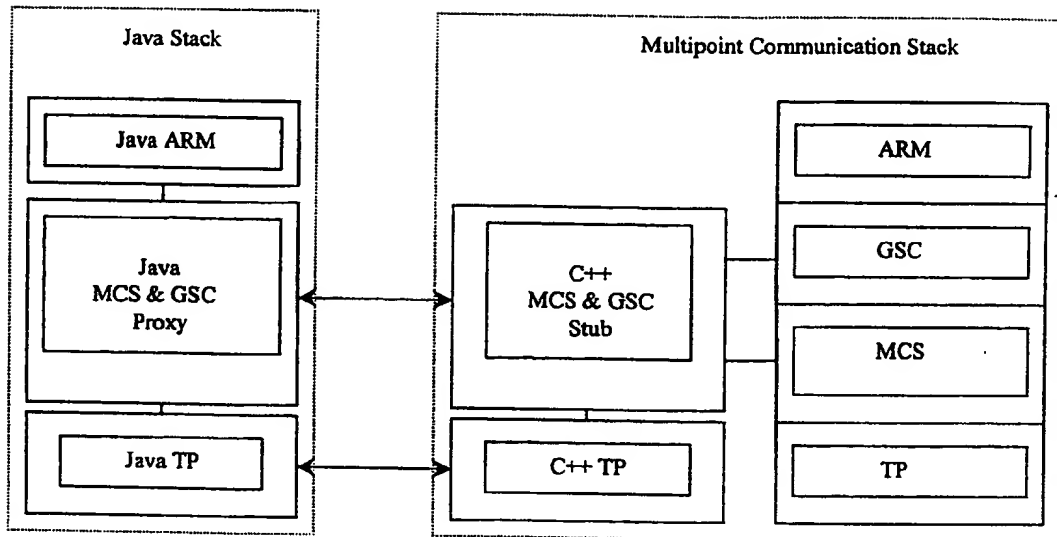 Java Stack
Java ARM
Java
MCS & GSC
Proxy
Java TP
Multipoint Communication Stack
C++
MCS & GSC
Stub
C++ TP
ARM
GSC
MCS
TP